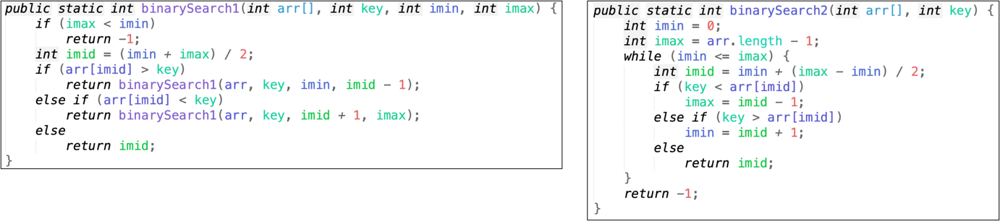 public static int binarySearch1(int arr[], int key, int imin, int imax) {
    if (imax < imin)
        return -1;
    int imid = (imin + imax) / 2;
    if (arr[imid] > key)
        return binarySearch1(arr, key, imin, imid - 1);
    else if (arr[imid] < key)
        return binarySearch1(arr, key, imid + 1, imax);
    else
        return imid;
}
public static int binarySearch2(int arr[], int key) {
    int imin = 0;
    int imax = arr.length - 1;
    while (imin <= imax) {
        int imid = imin + (imax - imin) / 2;
        if (key < arr[imid])
            imax = imid - 1;
        else if (key > arr[imid])
            imin = imid + 1;
        else
            return imid;
    }
    return -1;
}